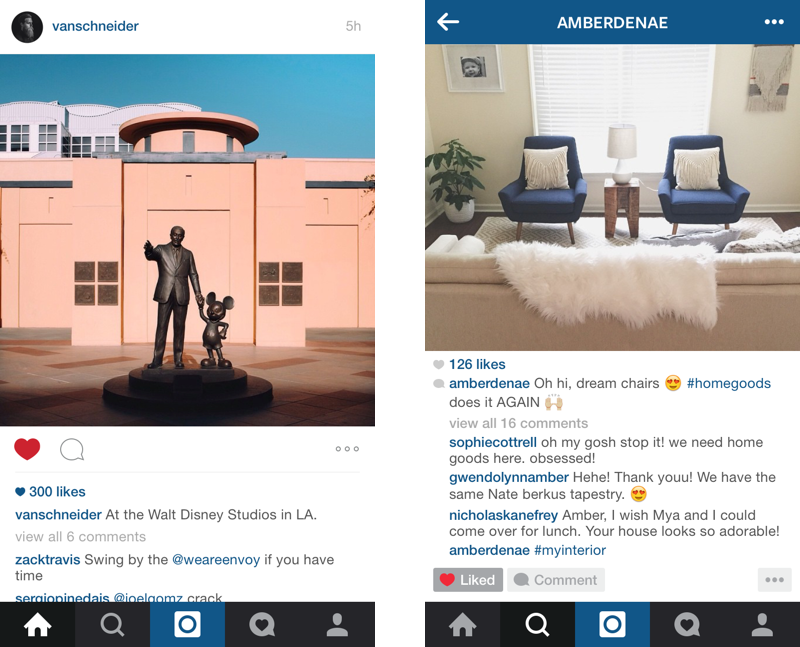 vanschneider
5h
300 likes
vanschneider At the Walt Disney Studios in LA.
view all 6 comments
zacktravis Swing by the @weareenvoy if you have
time
sergiopinedajs @joelgomz crack
AMBERDENAE
126 likes
amberdenae Oh hi, dream chairs 😍 #homegoods
does it AGAIN 🙌🏼
view all 16 comments
sophiecottrell oh my gosh stop it! we need home
goods here. obsessed!
gwendolynnamber Hehe! Thank youu! We have the
same Nate berkus tapestry. 😍
nicholaskanefrey Amber, I wish Mya and I could
come over for lunch. Your house looks so adorable!
amberdenae #myinterior
Liked
Comment